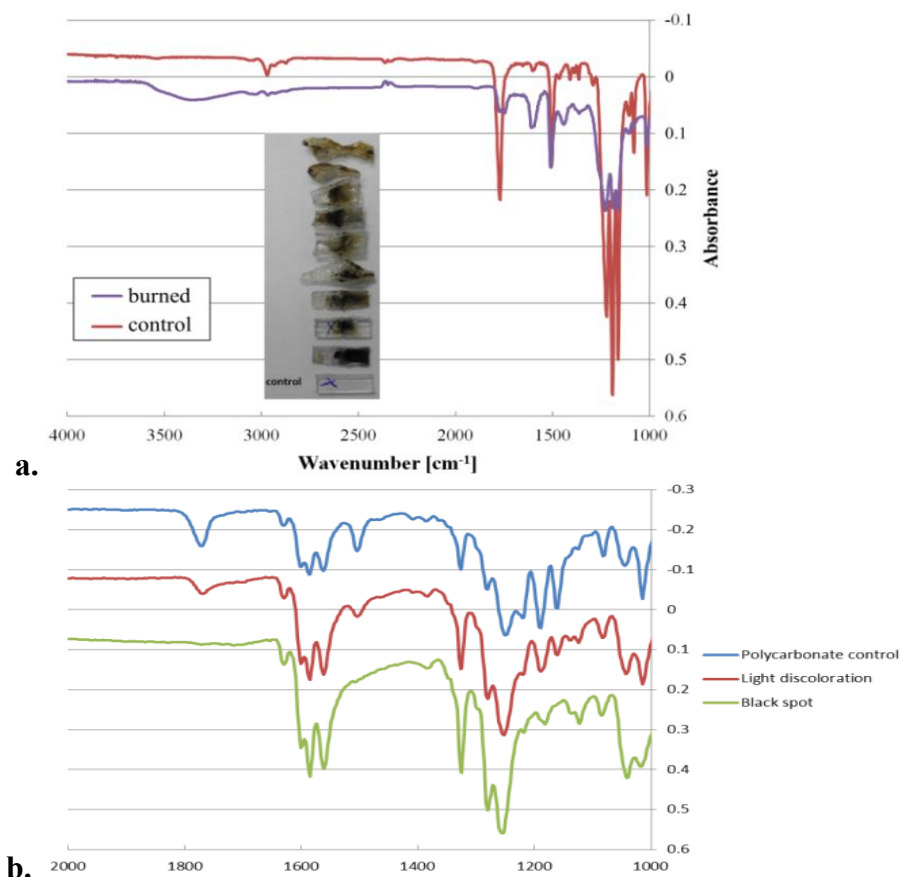 -0.1
0
0.1
0.2
0.3
0.4
0.5
0.6
Absorbance
burned
control
control
4000 3500 3000 2500 2000 1500 1000
Wavenumber [cm⁻¹]
a.
-0.3
-0.2
-0.1
0
0.1
0.2
0.3
0.4
0.5
0.6
Polycarbonate control
Light discoloration
Black spot
2000 1800 1600 1400 1200 1000
b.